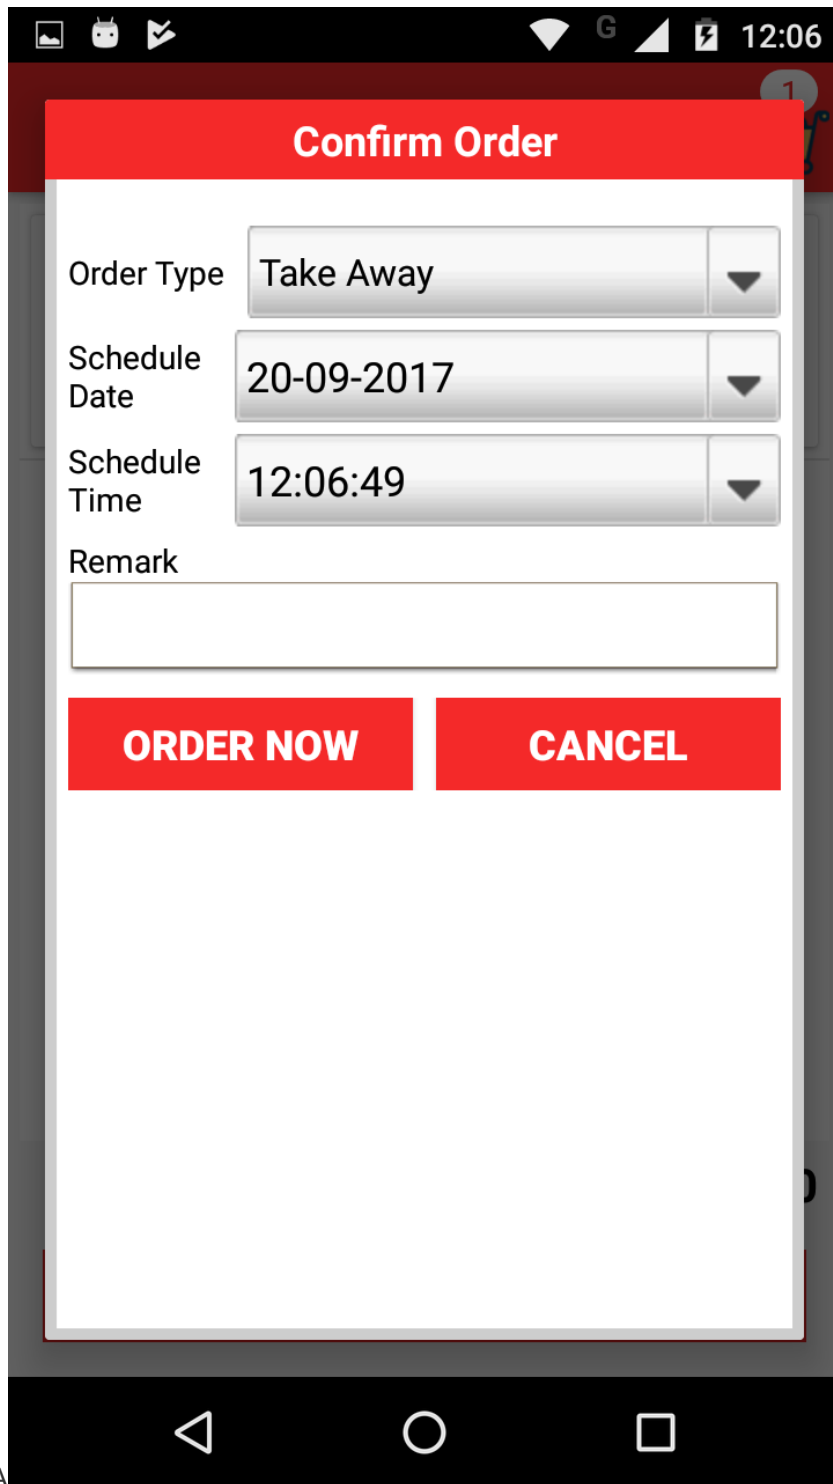 G 12:06
1
Confirm Order
Order Type Take Away
Schedule Date 20-09-2017
Schedule Time 12:06:49
Remark
ORDER NOW CANCEL
0
A